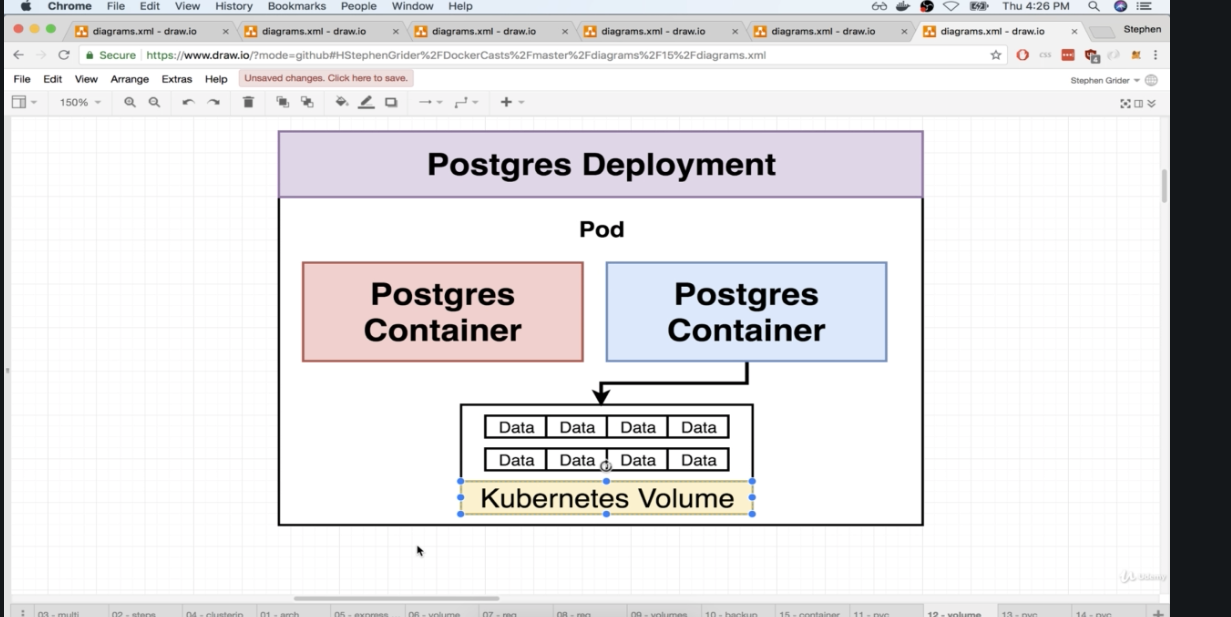 Chrome File Edit View History Bookmarks People Window Help Thu 4:26 PM
diagrams.xml - draw.io diagrams.xml - draw.io diagrams.xml - draw.io diagrams.xml - draw.io diagrams.xml - draw.io diagrams.xml - draw.io Stephen
Secure https://www.draw.io/?mode=github#HStephenGrider%2FDockerCasts%2Fmaster%2Fdiagrams%2F15%2Fdiagrams.xml
File Edit View Arrange Extras Help Unsaved changes. Click here to save. Stephen Grider
150%
Postgres Deployment
Pod
Postgres Postgres
Container Container
Data Data Data Data
Data Data Data Data
Kubernetes Volume
Udemy
03 - multi 02 - steps 04 - clusterip 01 - arch 05 - express 06 - volume 07 - reg 08 - reg 09 - volumes 10 - backup 15 - container 11 - pvc 12 - volume 13 - pvc 14 - pvc